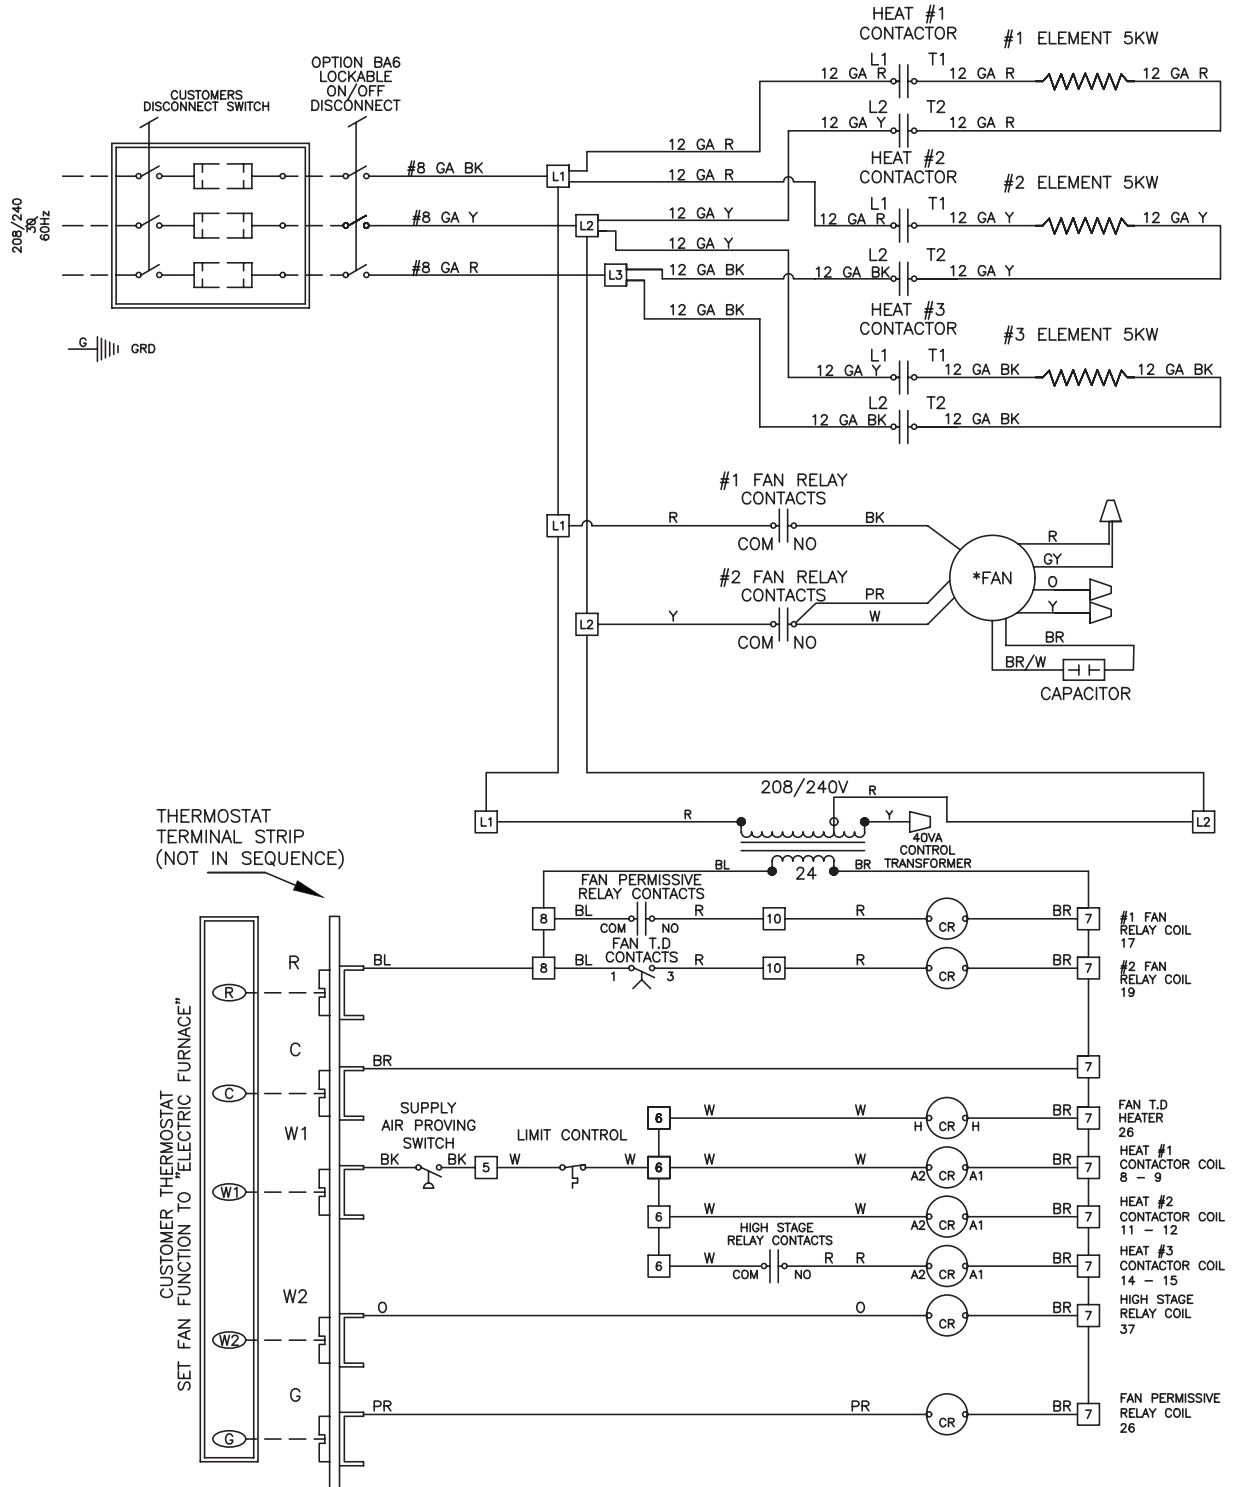 HEAT #1
CONTACTOR
#1 ELEMENT 5KW
L1 T1
12 GA R 12 GA R 12 GA R
L2 T2
12 GA Y 12 GA R
OPTION BA6
LOCKABLE
ON/OFF
DISCONNECT
CUSTOMERS
DISCONNECT SWITCH
12 GA R
#8 GA BK
L1
12 GA R
HEAT #2
CONTACTOR
#2 ELEMENT 5KW
L1 T1
12 GA R 12 GA Y 12 GA Y
208/240
3Ø
60Hz
#8 GA Y
L2
12 GA Y
12 GA Y
L2 T2
#8 GA R
L3
12 GA BK 12 GA BK 12 GA Y
12 GA BK
HEAT #3
CONTACTOR
#3 ELEMENT 5KW
G GRD
L1 T1
12 GA Y 12 GA BK 12 GA BK
L2 T2
12 GA BK 12 GA BK
#1 FAN RELAY
CONTACTS
L1 R BK
COM NO
#2 FAN RELAY
CONTACTS
PR
L2 Y W
COM NO
*FAN
R
GY
O
Y
BR
BR/W
CAPACITOR
208/240V
R
L1 R Y L2
40VA
CONTROL
TRANSFORMER
BL 24 BR
THERMOSTAT
TERMINAL STRIP
(NOT IN SEQUENCE)
FAN PERMISSIVE
RELAY CONTACTS
8 BL R 10 R CR BR 7
COM NO
#1 FAN
RELAY COIL
17
FAN T.D
CONTACTS
R BL 8 BL R 10 R CR BR 7
1 3
#2 FAN
RELAY COIL
19
R
C BR 7
C
SUPPLY
AIR PROVING
SWITCH
6 W W H CR H BR 7
FAN T.D
HEATER
26
W1
LIMIT CONTROL
BK BK 5 W W 6 W W A2 CR A1 BR 7
HEAT #1
CONTACTOR COIL
8 - 9
W1
6 W W A2 CR A1 BR 7
HEAT #2
CONTACTOR COIL
11 - 12
HIGH STAGE
RELAY CONTACTS
6 W R R A2 CR A1 BR 7
COM NO
HEAT #3
CONTACTOR COIL
14 - 15
W2 O O CR BR 7
HIGH STAGE
RELAY COIL
37
W2
G PR PR CR BR 7
FAN PERMISSIVE
RELAY COIL
26
G
CUSTOMER THERMOSTAT
SET FAN FUNCTION TO "ELECTRIC FURNACE"